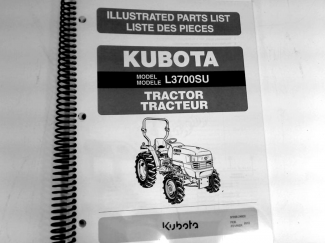 ILLUSTRATED PARTS LIST
LISTE DES PIECES
KUBOTA
MODEL
MODELE L3700SU
TRACTOR
TRACTEUR
Kubota